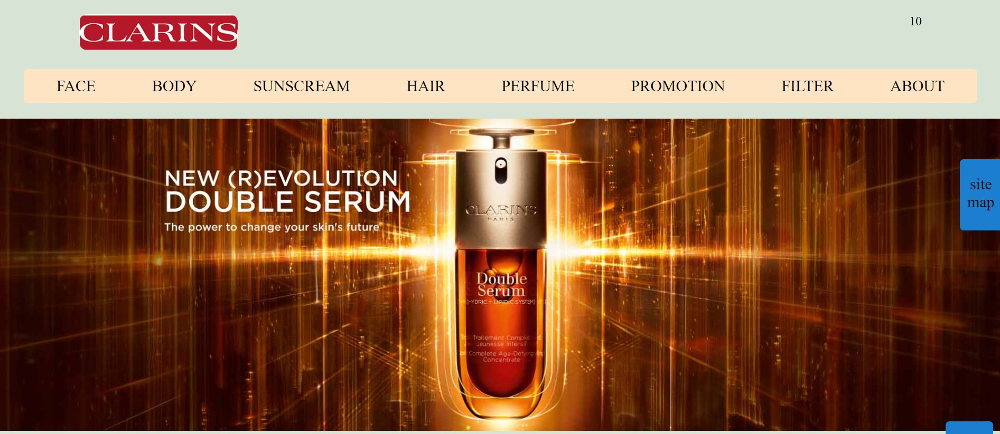 CLARINS
10
FACE BODY SUNSCREAM HAIR PERFUME PROMOTION FILTER ABOUT
NEW (R)EVOLUTION
DOUBLE SERUM
The power to change your skin's future
site
map
CLARINS
PARIS
Double
Serum
[HYDRIC + LIPIDIC SYSTEM]
Traitement Complet
Jeunesse Intensif
Complete Age-Defying
Concentrate